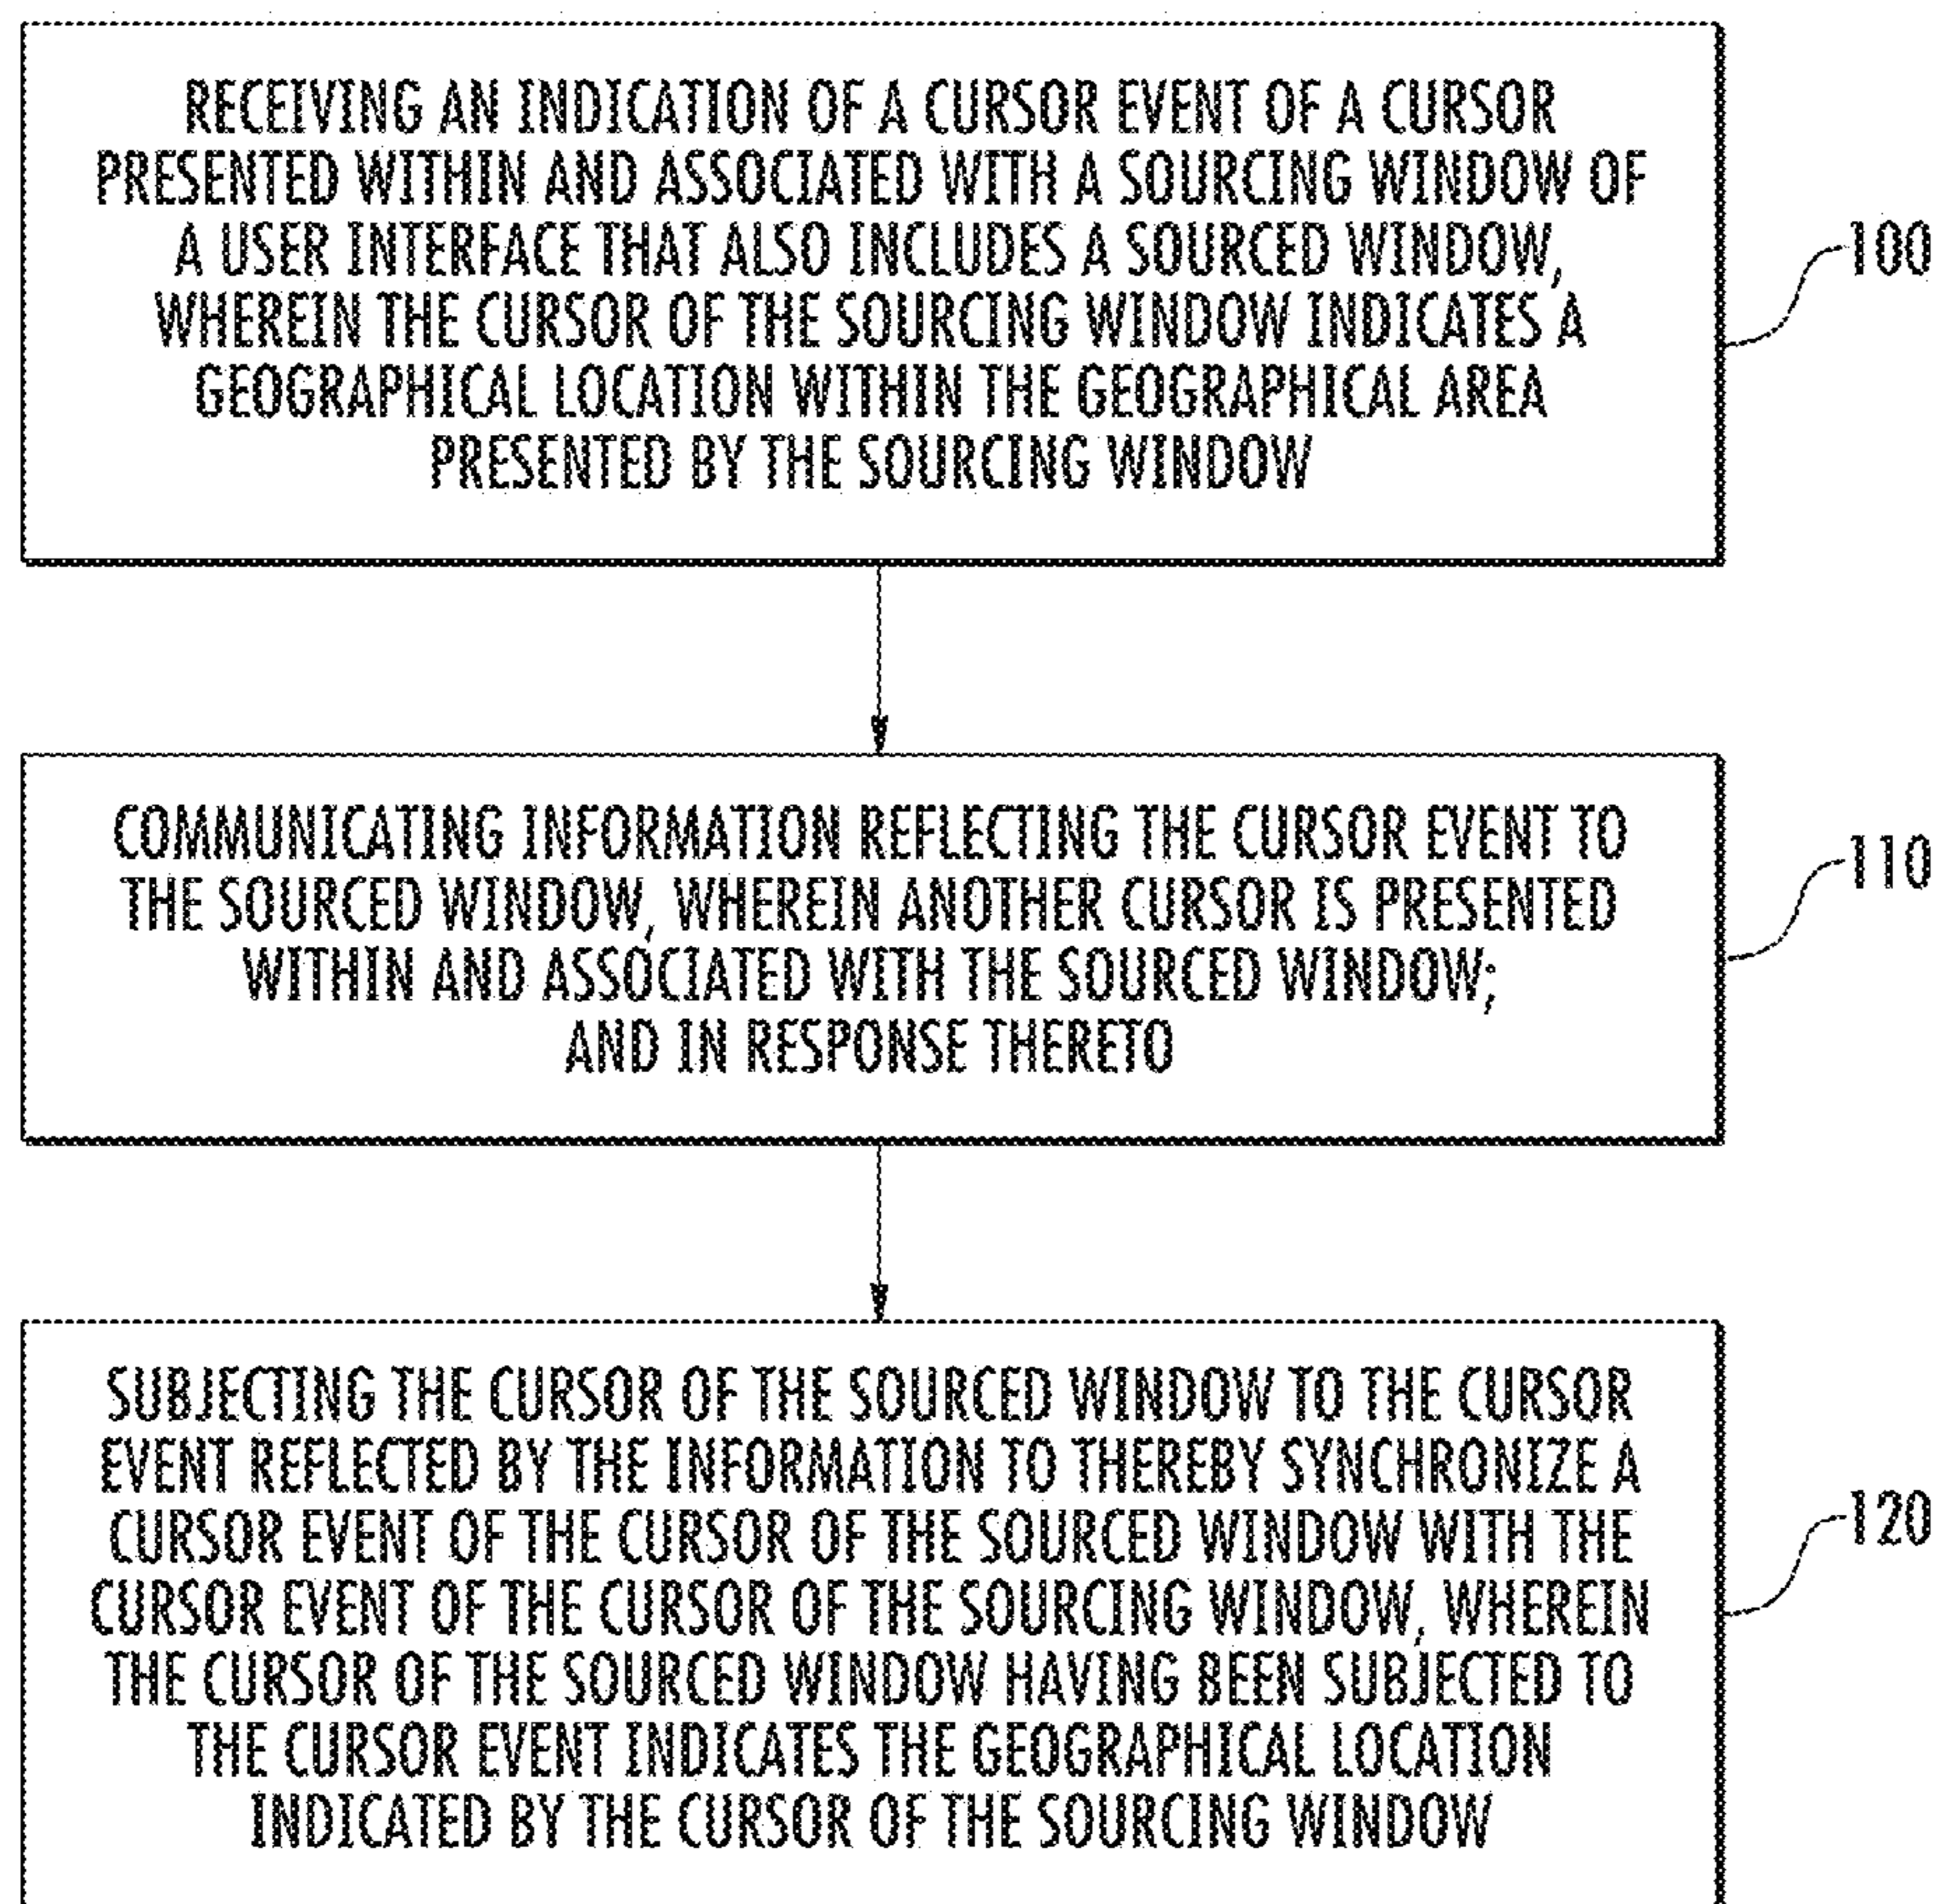 RECEIVING AN INDICATION OF A CURSOR EVENT OF A CURSOR
PRESENTED WITHIN AND ASSOCIATED WITH A SOURCING WINDOW OF
A USER INTERFACE THAT ALSO INCLUDES A SOURCED WINDOW,
WHEREIN THE CURSOR OF THE SOURCING WINDOW INDICATES A
GEOGRAPHICAL LOCATION WITHIN THE GEOGRAPHICAL AREA
PRESENTED BY THE SOURCING WINDOW
100
COMMUNICATING INFORMATION REFLECTING THE CURSOR EVENT TO
THE SOURCED WINDOW, WHEREIN ANOTHER CURSOR IS PRESENTED
WITHIN AND ASSOCIATED WITH THE SOURCED WINDOW;
AND IN RESPONSE THERETO
110
SUBJECTING THE CURSOR OF THE SOURCED WINDOW TO THE CURSOR
EVENT REFLECTED BY THE INFORMATION TO THEREBY SYNCHRONIZE A
CURSOR EVENT OF THE CURSOR OF THE SOURCED WINDOW WITH THE
CURSOR EVENT OF THE CURSOR OF THE SOURCING WINDOW, WHEREIN
THE CURSOR OF THE SOURCED WINDOW HAVING BEEN SUBJECTED TO
THE CURSOR EVENT INDICATES THE GEOGRAPHICAL LOCATION
INDICATED BY THE CURSOR OF THE SOURCING WINDOW
120